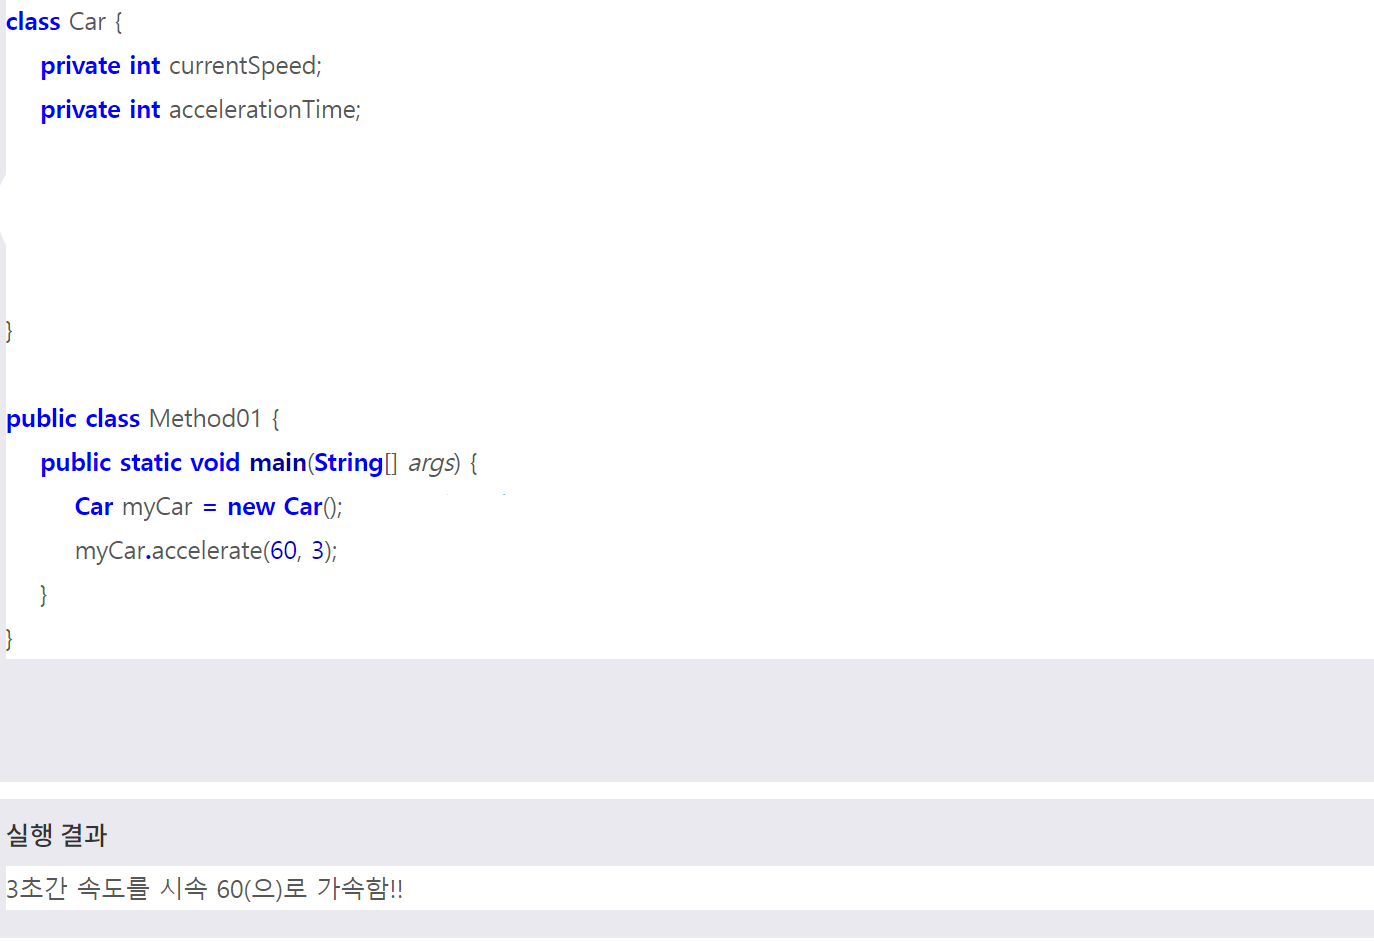 class Car {
private int currentSpeed;
private int accelerationTime;
}
public class Method01 {
public static void main(String[] args) {
Car myCar = new Car();
myCar.accelerate(60, 3);
}
}
실행 결과
3초간 속도를 시속 60(으)로 가속함!!